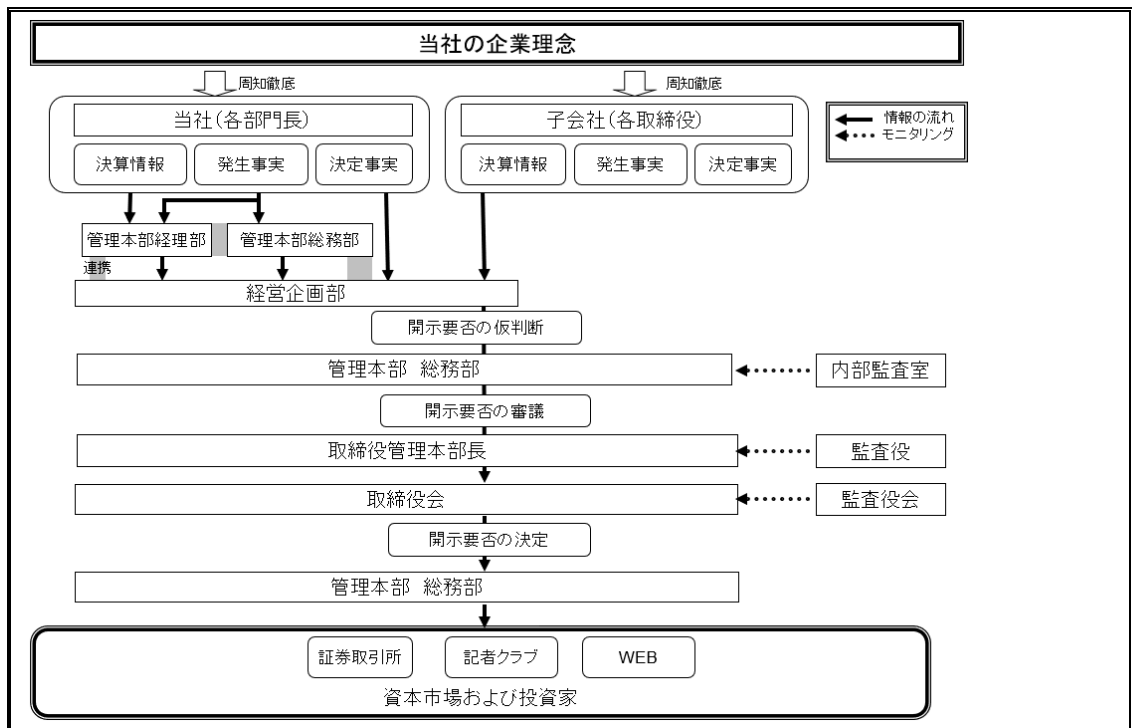 当社の企業理念
周知徹底
周知徹底
当社（各部門長）
決算情報
発生事実
決定事実
子会社（各取締役）
決算情報
発生事実
決定事実
情報の流れ
モニタリング
管理本部経理部
管理本部総務部
連携
経営企画部
開示要否の仮判断
管理本部 総務部
内部監査室
開示要否の審議
取締役管理本部長
監査役
取締役会
監査役会
開示要否の決定
管理本部 総務部
証券取引所
記者クラブ
WEB
資本市場および投資家